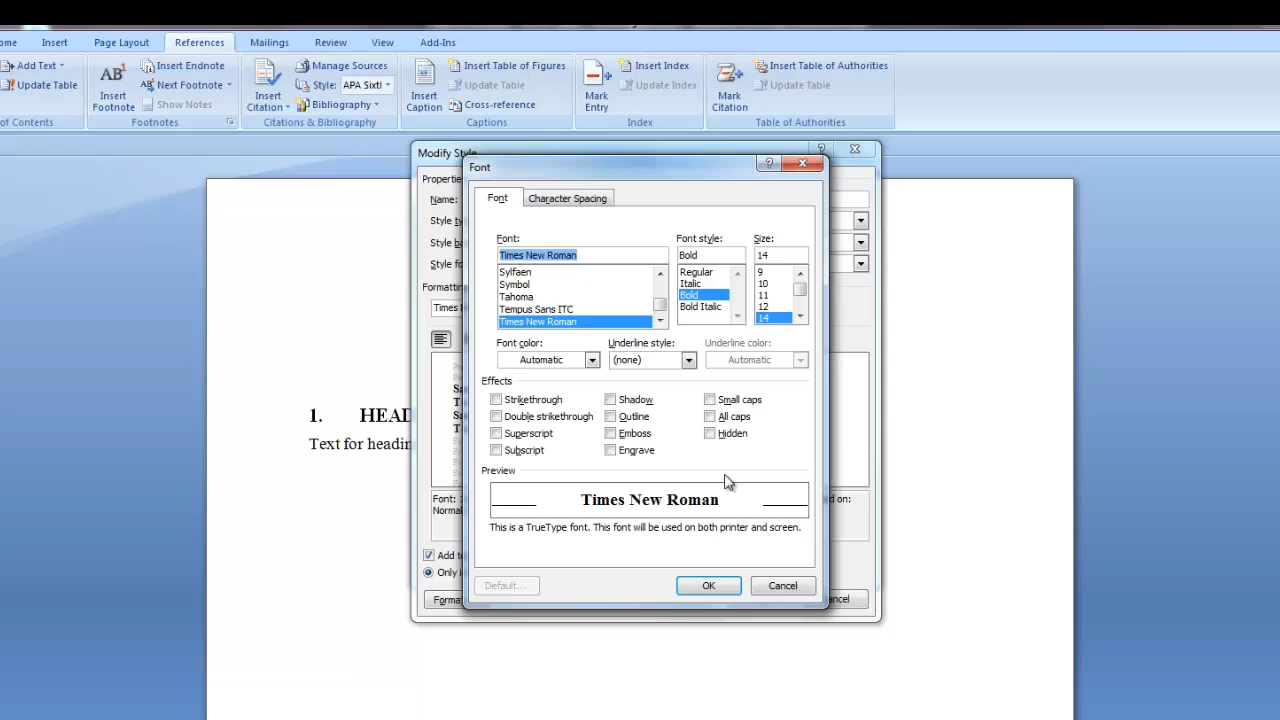 ome Insert Page Layout References Mailings Review View Add-Ins
Add Text Insert Endnote Manage Sources Insert Table of Figures Insert Index Insert Table of Authorities
Update Table AB¹ Next Footnote Style: APA Sixtl Update Table Update Index Update Table
Insert Footnote Show Notes Insert Citation Bibliography Insert Caption Cross-reference Mark Entry Mark Citation
of Contents Footnotes Citations & Bibliography Captions Index Table of Authorities
Modify Style
Font
Properti
Font Character Spacing
Name:
Style ty
Style ba
Style fo
Font: Font style: Size:
Times New Roman Bold 14
Sylfaen Regular 9
Symbol Italic 10
Tahoma Bold 11
Tempus Sans ITC Bold Italic 12
Times New Roman 14
Formatting
Times N
Font color: Underline style: Underline color:
Automatic (none) Automatic
Effects
Strikethrough Shadow Small caps
Double strikethrough Outline All caps
Superscript Emboss Hidden
Subscript Engrave
1. HEAD
Text for headin
Preview
Times New Roman
This is a TrueType font. This font will be used on both printer and screen.
Font:
Normal
d on:
Add to
Only i
Default... OK Cancel
Forma
ncel